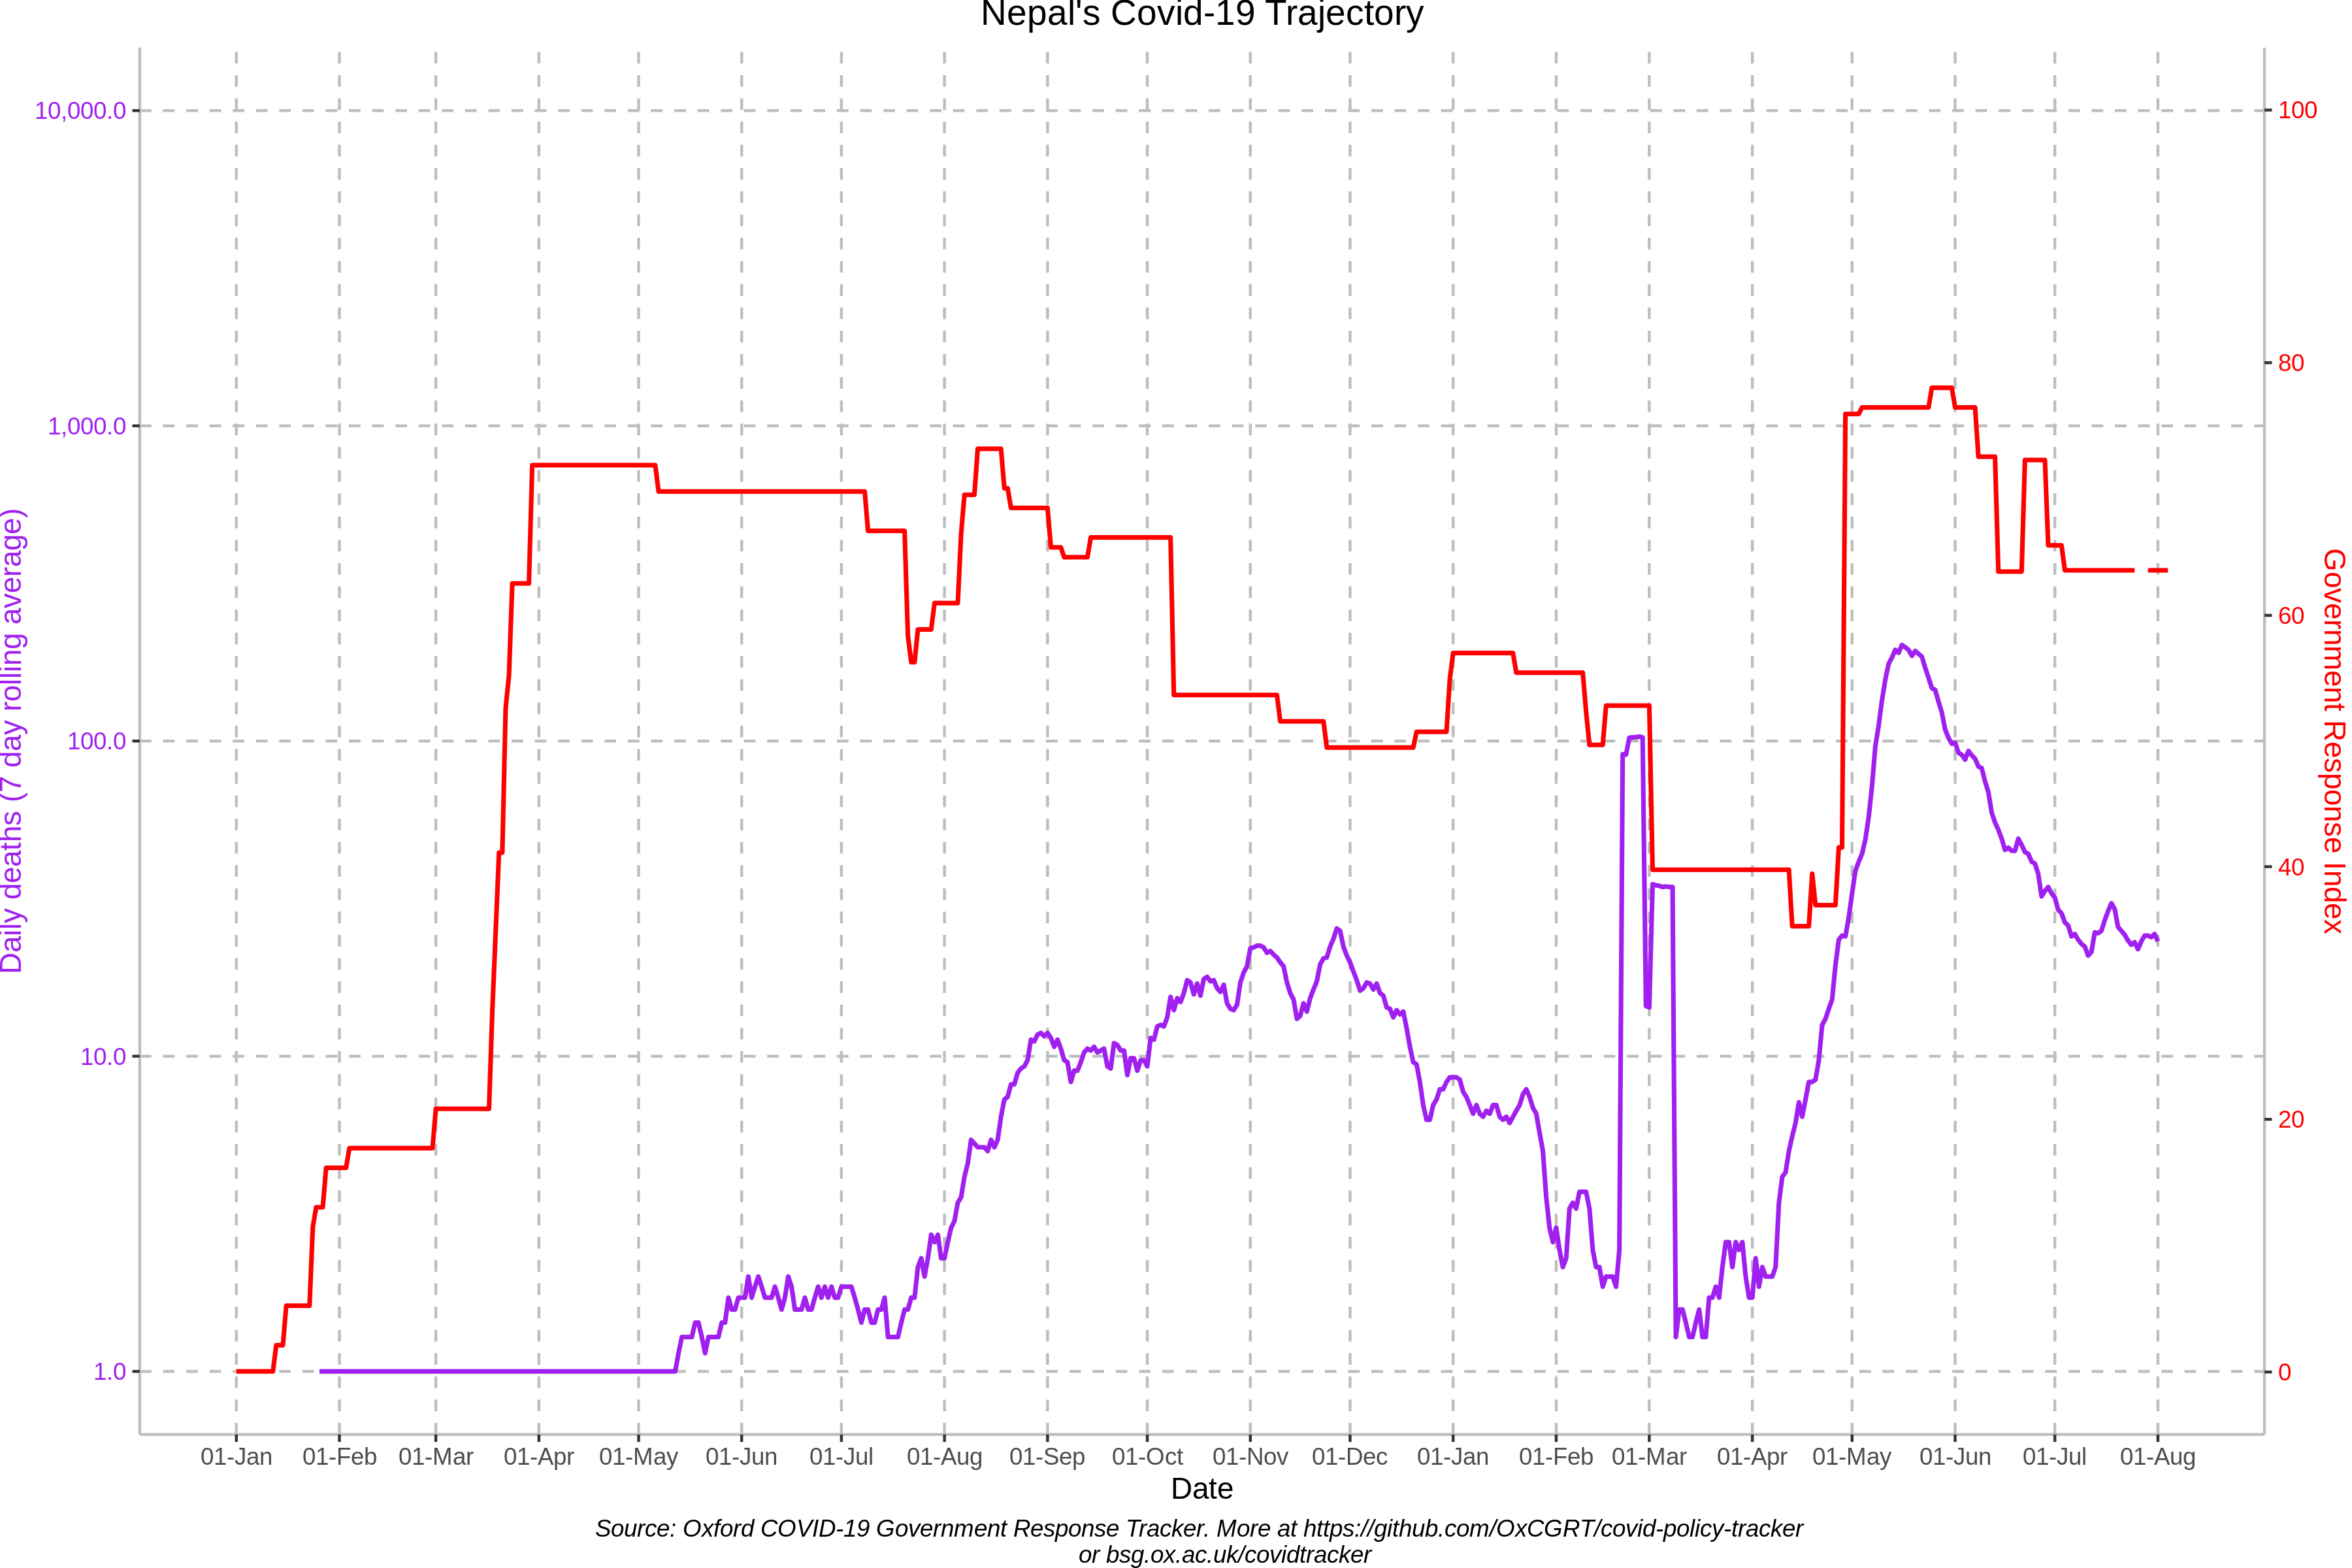 Nepal's Covid-19 Trajectory
10,000.0
1,000.0
100.0
10.0
1.0
Daily deaths (7 day rolling average)
100
80
60
40
20
0
Government Response Index
01-Jan 01-Feb 01-Mar 01-Apr 01-May 01-Jun 01-Jul 01-Aug 01-Sep 01-Oct 01-Nov 01-Dec 01-Jan 01-Feb 01-Mar 01-Apr 01-May 01-Jun 01-Jul 01-Aug
Date
Source: Oxford COVID-19 Government Response Tracker. More at https://github.com/OxCGRT/covid-policy-tracker
or bsg.ox.ac.uk/covidtracker